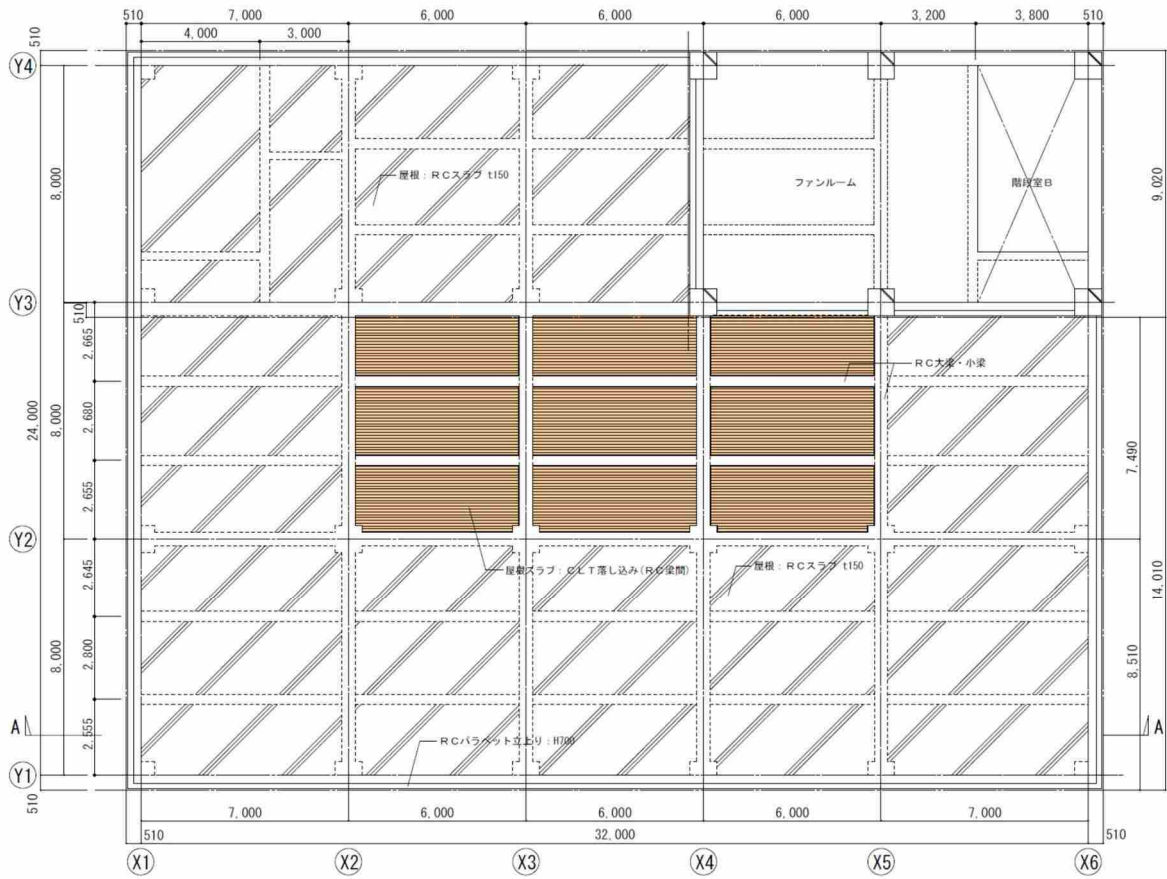 510 7,000 6,000 6,000 6,000 3,200 3,800 510
4,000 3,000
510
Y4
8,000
屋根：RCスラブ t150
ファンルーム
階段室B
9,020
Y3
510
2.665
RC大梁・小梁
24,000
8,000
2.680
7,490
2.655
Y2
屋根スラブ：CLT落し込み(RC梁間)
屋根：RCスラブ t150
2.645
14,010
8,000
2.800
8,510
A
A
2.555
RCパラペット立上り：H700
Y1
510
7,000 6,000 6,000 6,000 7,000
510 32,000 510
X1 X2 X3 X4 X5 X6